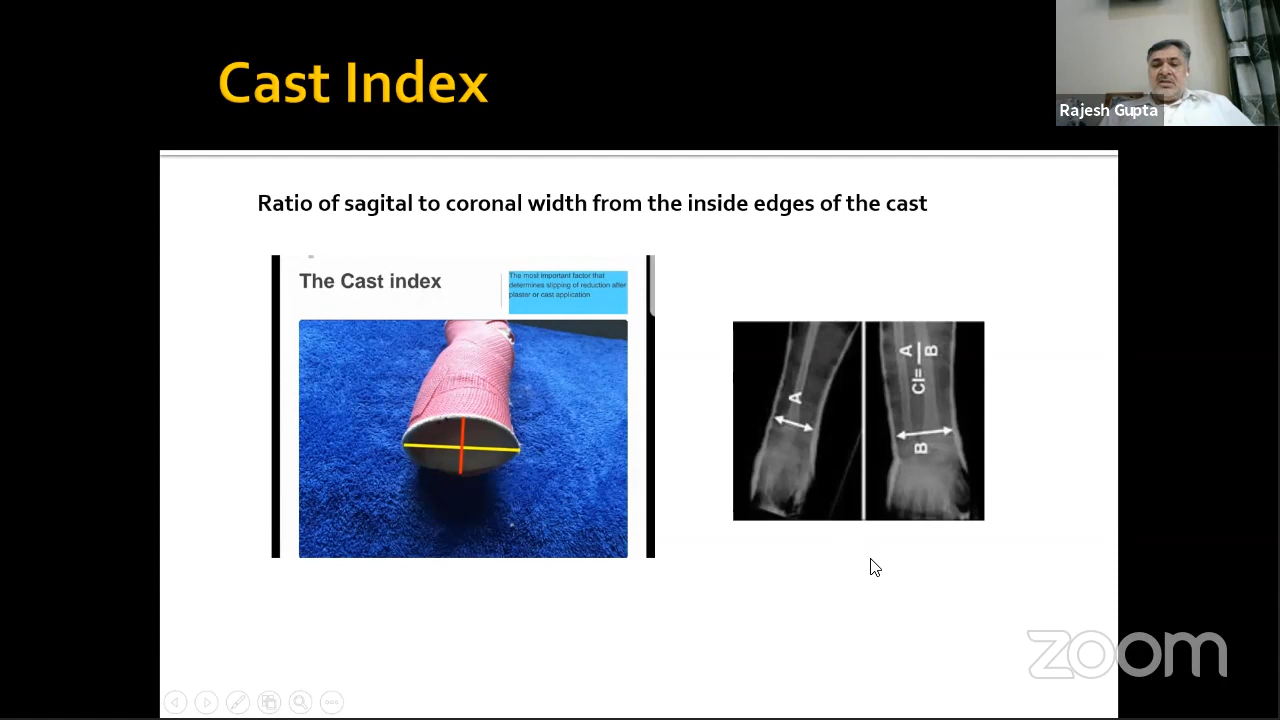 Cast Index
Rajesh Gupta
Ratio of sagital to coronal width from the inside edges of the cast
The Cast index
The most important factor that
determines slipping of reduction after
plaster or cast application
A
B
CI=A/B
zoom